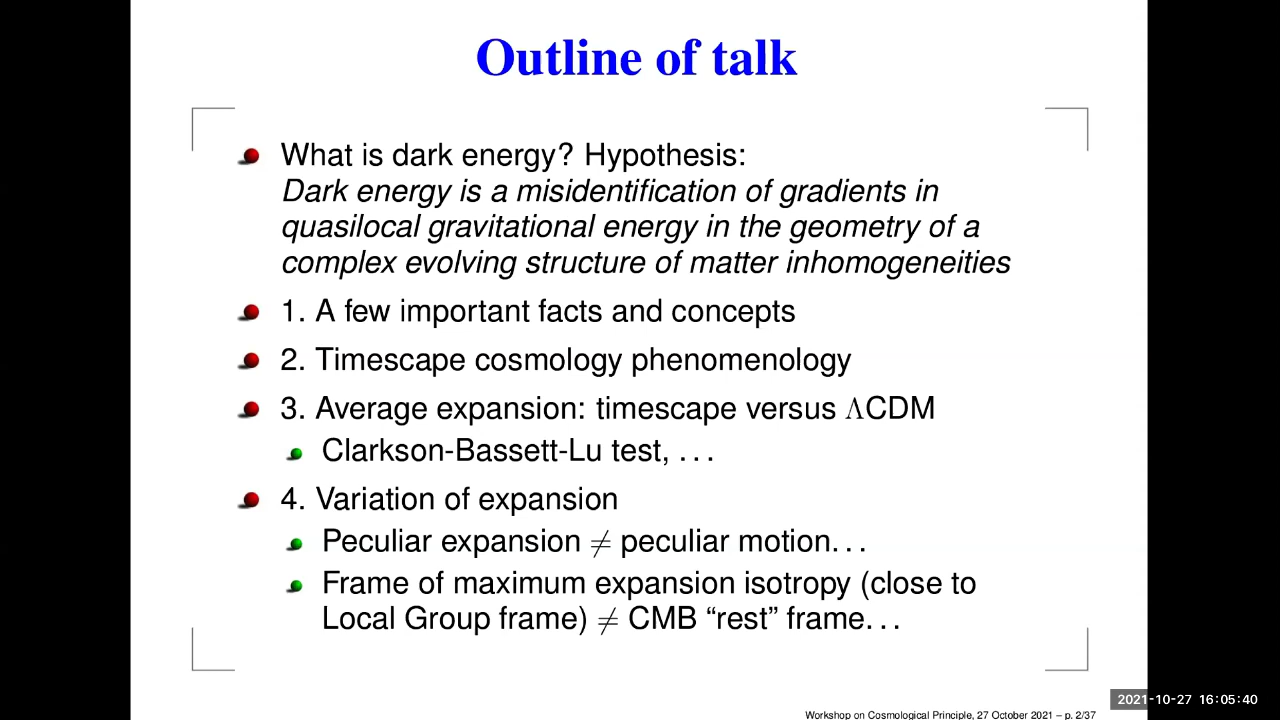 Outline of talk
What is dark energy? Hypothesis:
Dark energy is a misidentification of gradients in
quasilocal gravitational energy in the geometry of a
complex evolving structure of matter inhomogeneities
1. A few important facts and concepts
2. Timescape cosmology phenomenology
3. Average expansion: timescape versus ΛCDM
Clarkson-Bassett-Lu test, . . .
4. Variation of expansion
Peculiar expansion ≠ peculiar motion. . .
Frame of maximum expansion isotropy (close to
Local Group frame) ≠ CMB “rest” frame. . .
2021-10-27 16:05:40
Workshop on Cosmological Principle, 27 October 2021 – p. 2/37